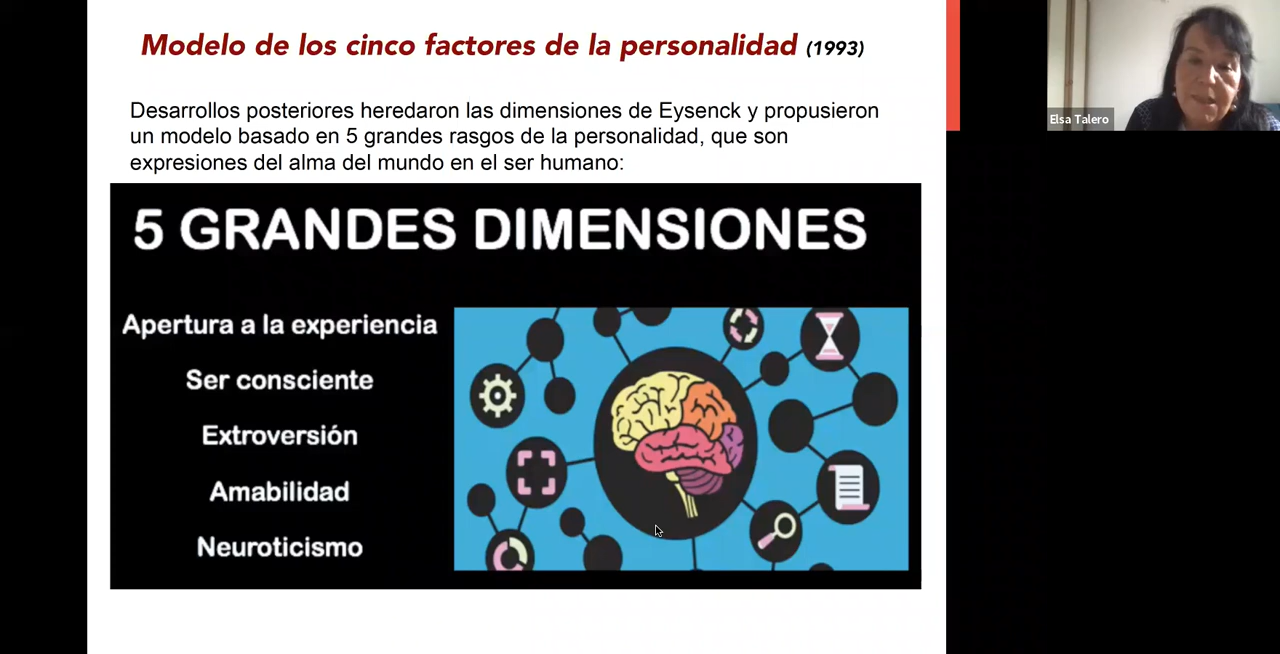 Modelo de los cinco factores de la personalidad (1993)
Desarrollos posteriores heredaron las dimensiones de Eysenck y propusieron
un modelo basado en 5 grandes rasgos de la personalidad, que son
expresiones del alma del mundo en el ser humano:
5 GRANDES DIMENSIONES
Apertura a la experiencia
Ser consciente
Extroversión
Amabilidad
Neuroticismo
Elsa Talero